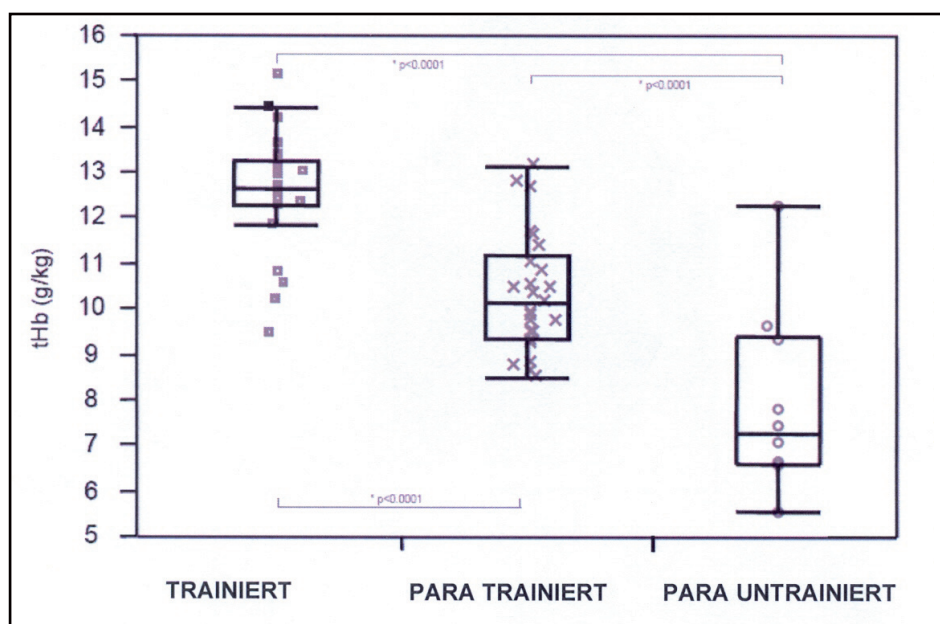 16
* p<0.0001
15
* p<0.0001
14
13
12
11
tHb (g/kg)
10
9
8
7
6
* p<0.0001
5
TRAINIERT PARA TRAINIERT PARA UNTRAINIERT